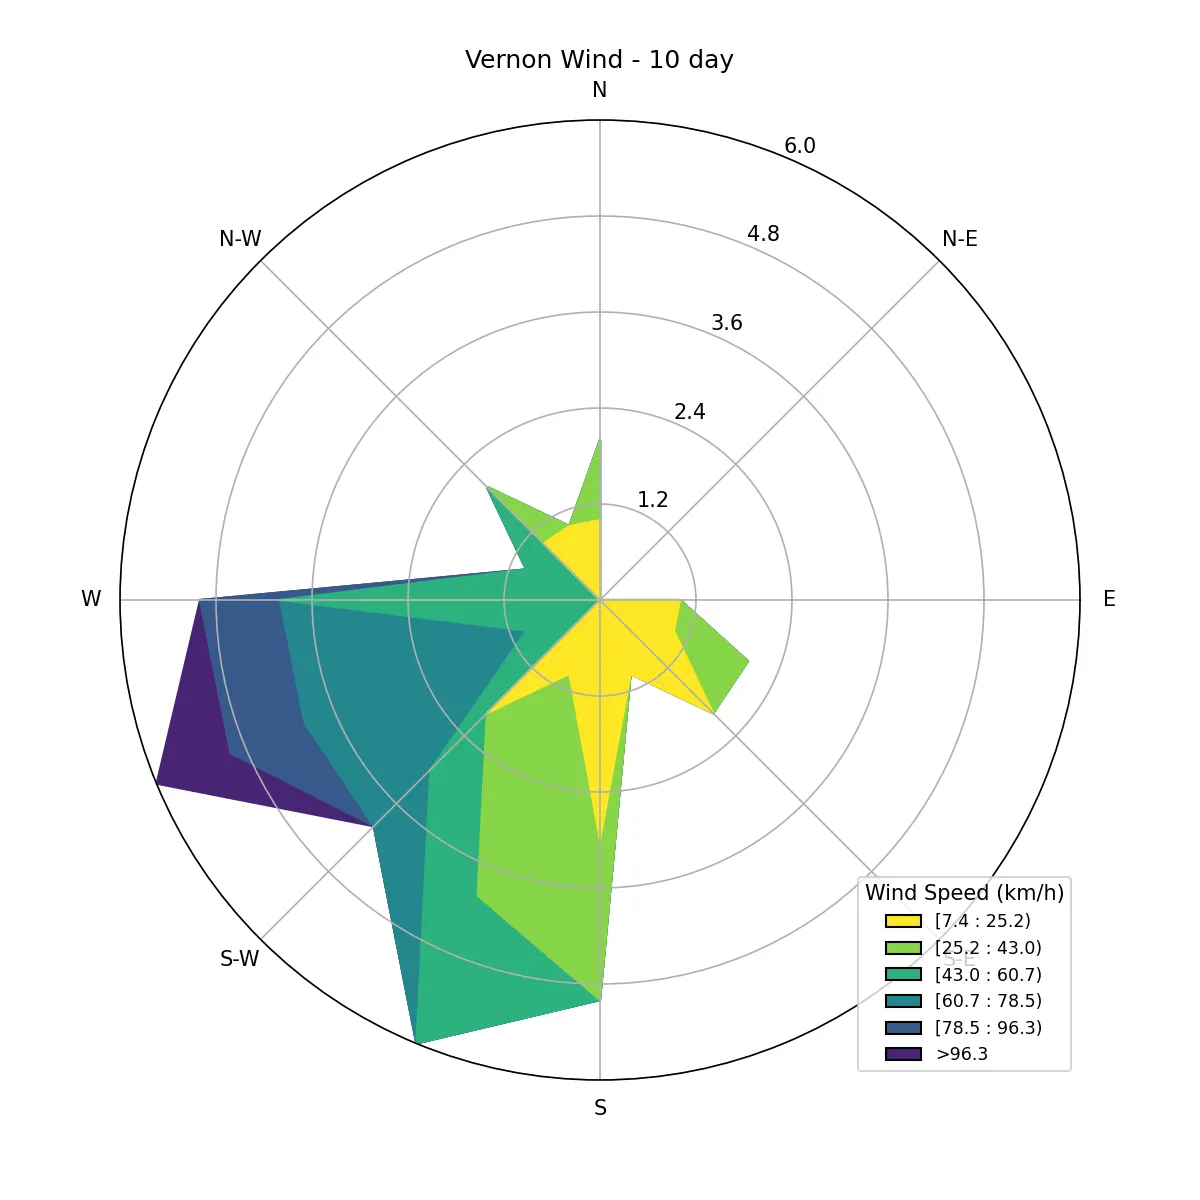 Vernon Wind - 10 day
N
6.0
N-W
4.8
N-E
3.6
2.4
1.2
W
E
Wind Speed (km/h)
[7.4 : 25.2)
[25.2 : 43.0)
S-W
S-E
[43.0 : 60.7)
[60.7 : 78.5)
[78.5 : 96.3)
>96.3
S